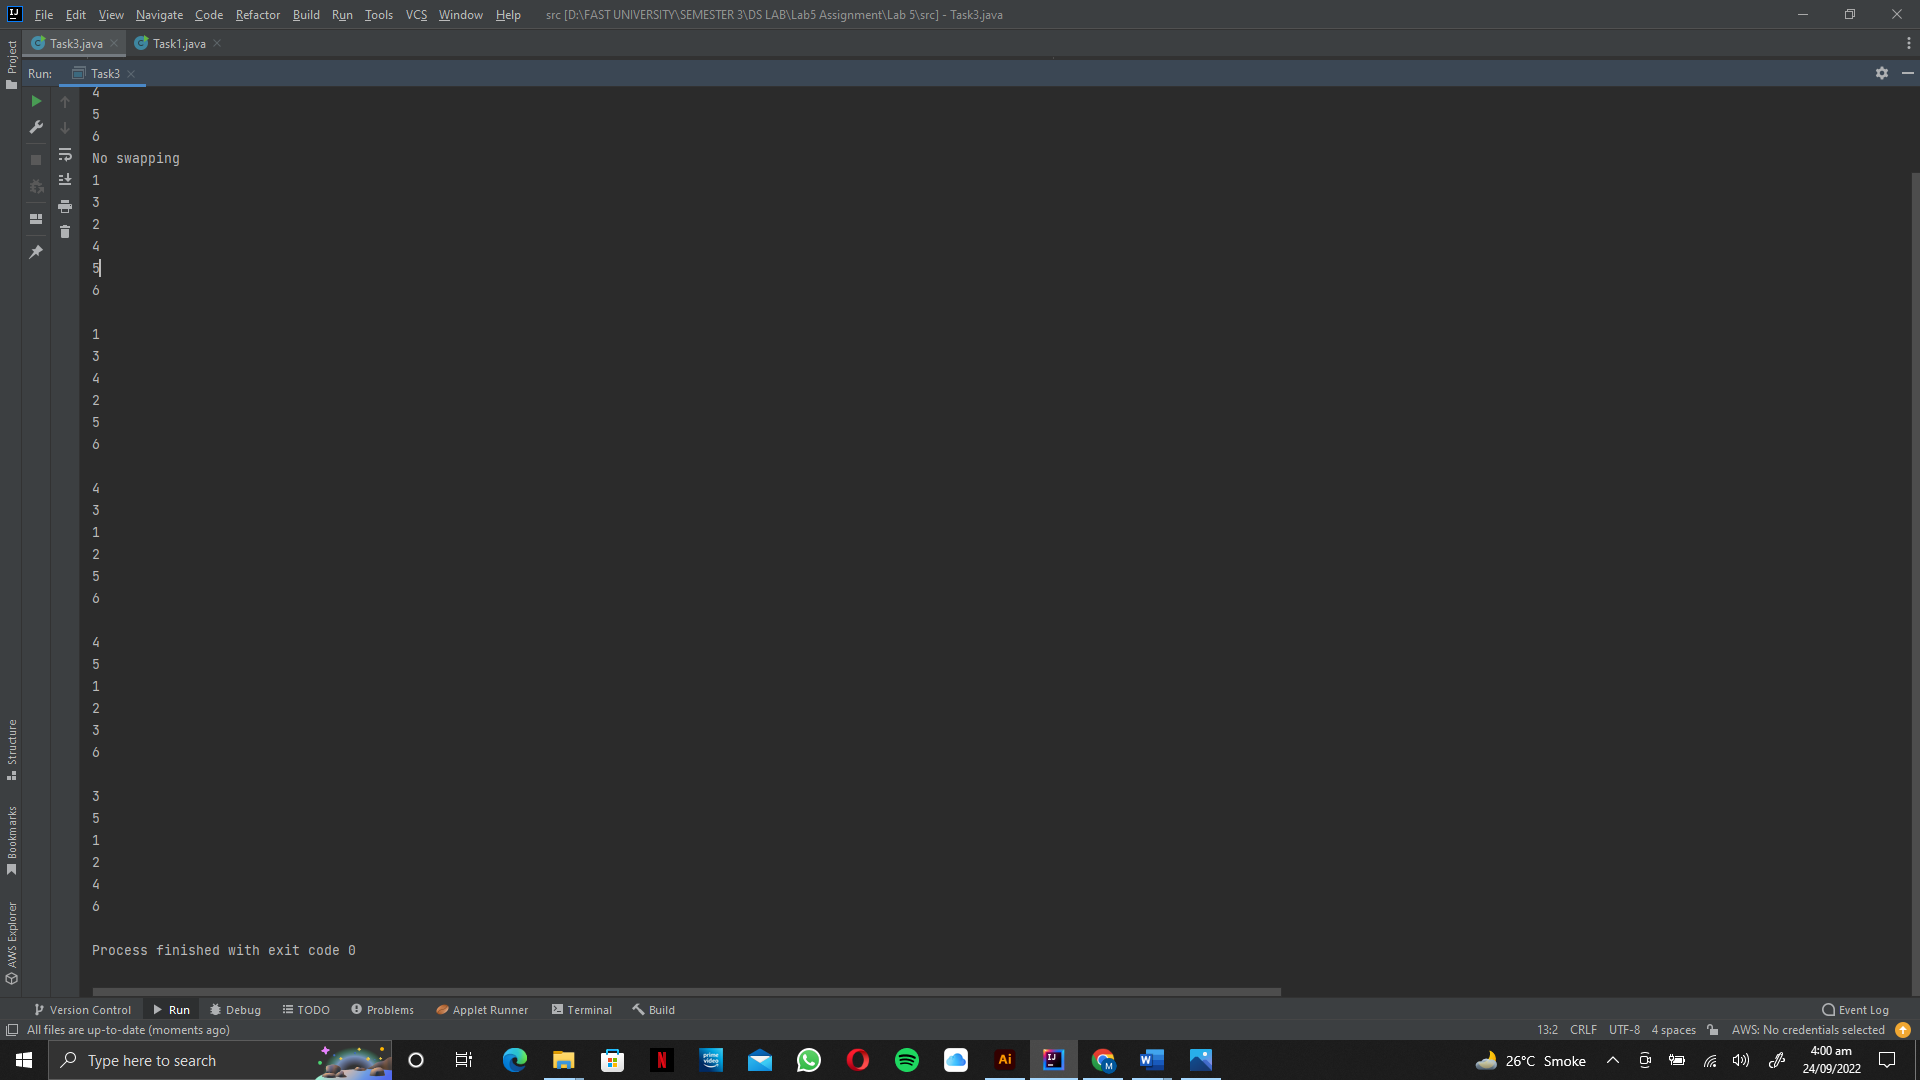 File Edit View Navigate Code Refactor Build Run Tools VCS Window Help src [D:\FAST UNIVERSITY\SEMESTER 3\DS LAB\Lab5 Assignment\Lab 5\src] - Task3.java
Task3.java Task1.java
Project
Run: Task3
4
5
6
No swapping
1
3
2
4
5
6
1
3
4
2
5
6
4
3
1
2
5
6
4
5
1
2
3
6
3
5
1
2
4
6
Process finished with exit code 0
Structure
Bookmarks
AWS Explorer
Version Control Run Debug TODO Problems Applet Runner Terminal Build Event Log
All files are up-to-date (moments ago) 13:2 CRLF UTF-8 4 spaces AWS: No credentials selected
Type here to search prime video Ai IJ M W 26°C Smoke 4:00 am
24/09/2022